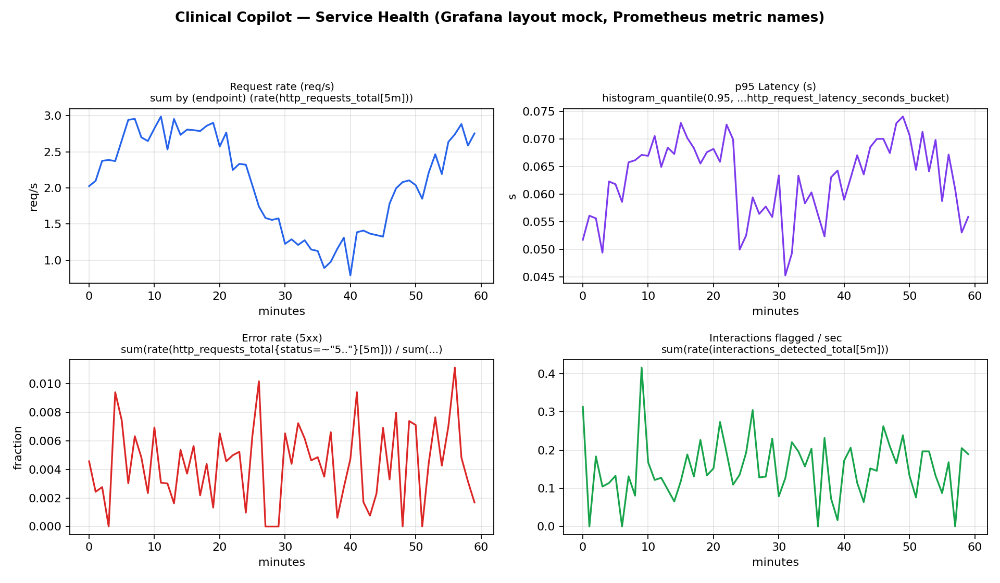 Clinical Copilot — Service Health (Grafana layout mock, Prometheus metric names)
Request rate (req/s)
sum by (endpoint) (rate(http_requests_total[5m]))
3.0
2.5
2.0
1.5
1.0
req/s
0 10 20 30 40 50 60
minutes
p95 Latency (s)
histogram_quantile(0.95, ...http_request_latency_seconds_bucket)
0.075
0.070
0.065
0.060
0.055
0.050
0.045
s
0 10 20 30 40 50 60
minutes
Error rate (5xx)
sum(rate(http_requests_total{status=~"5.."}[5m])) / sum(...)
0.010
0.008
0.006
0.004
0.002
0.000
fraction
0 10 20 30 40 50 60
minutes
Interactions flagged / sec
sum(rate(interactions_detected_total[5m]))
0.4
0.3
0.2
0.1
0.0
0 10 20 30 40 50 60
minutes